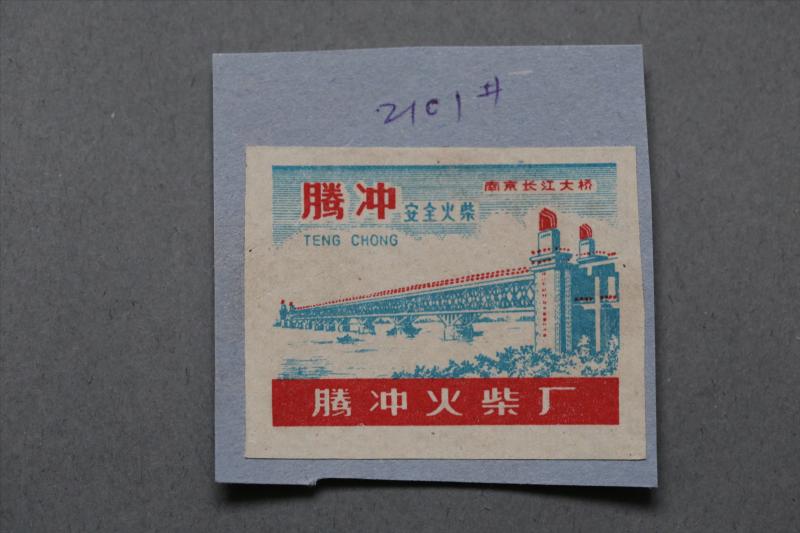 2101#
腾冲 安全火柴
南京长江大桥
TENG CHONG
腾冲火柴厂